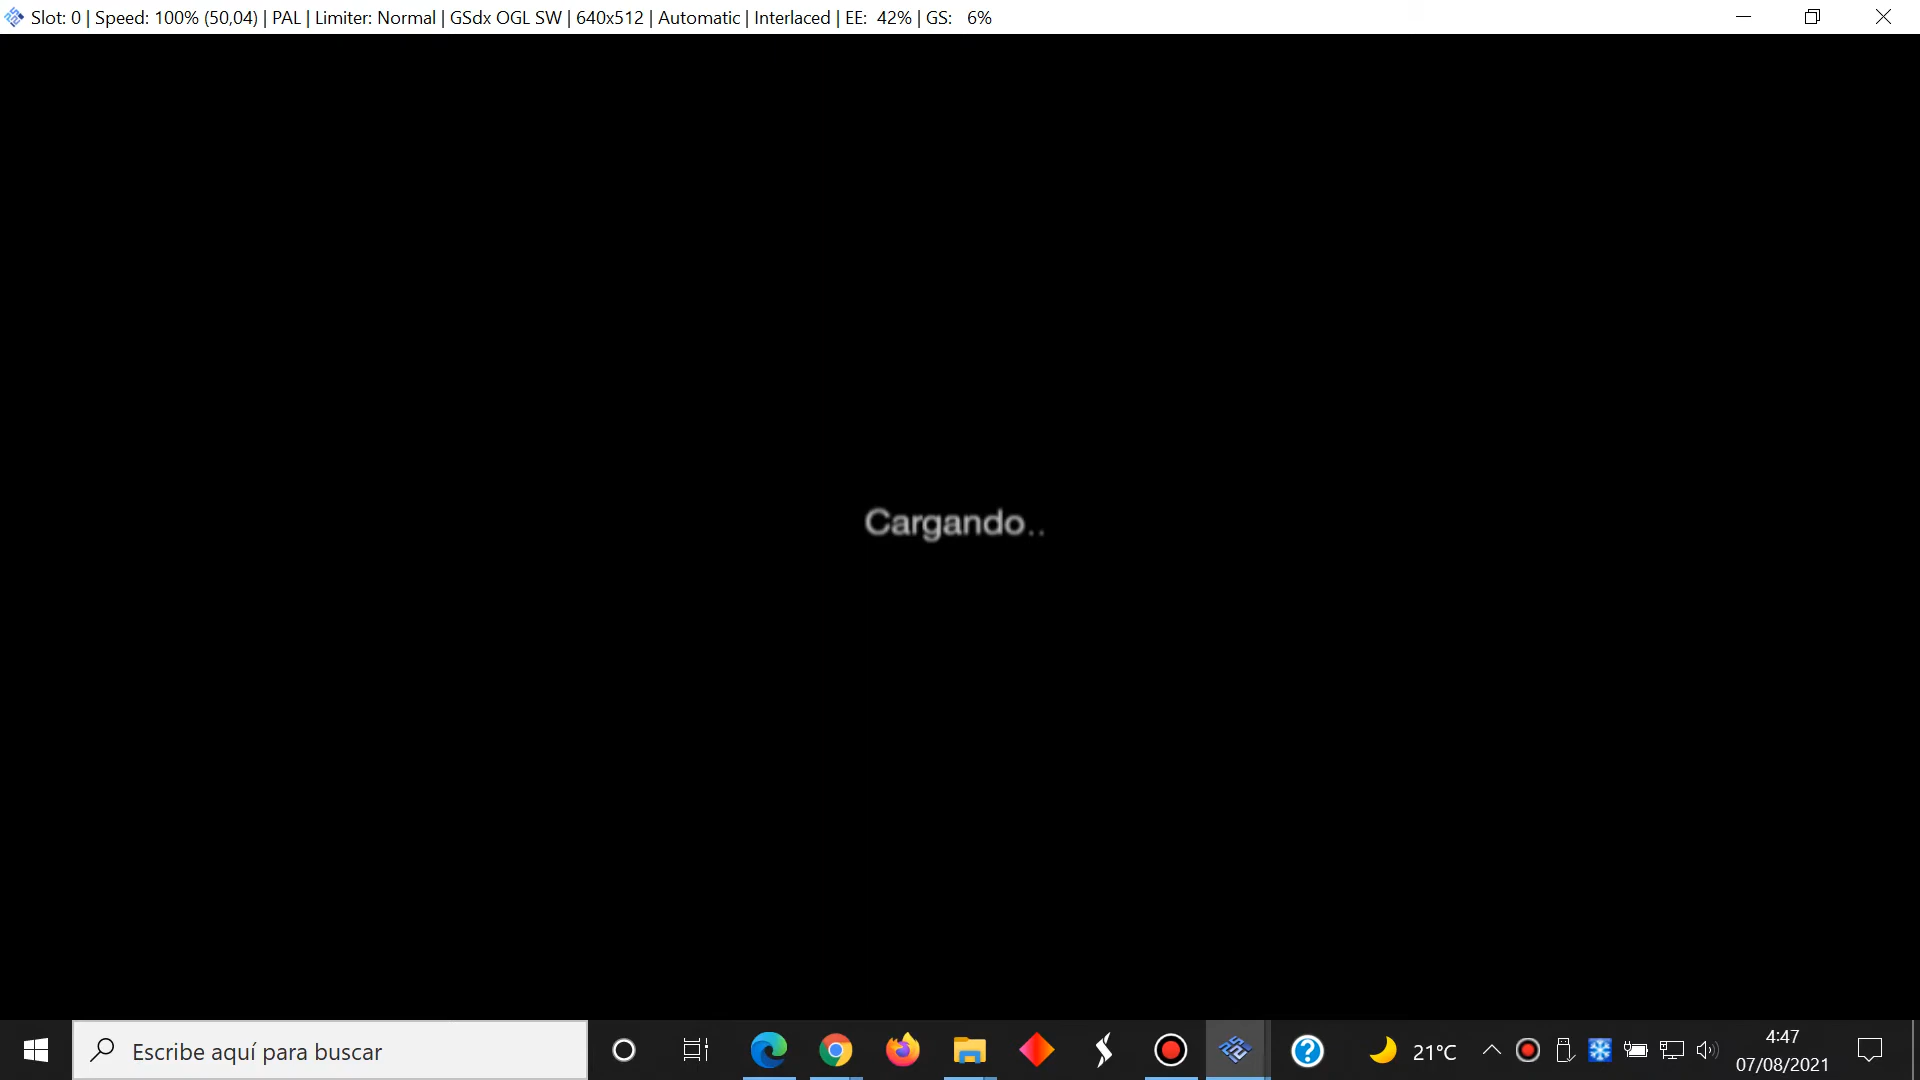 Slot: 0 | Speed: 100% (50,04) | PAL | Limiter: Normal | GSdx OGL SW | 640x512 | Automatic | Interlaced | EE: 42% | GS: 6%
Cargando..
Escribe aquí para buscar
21°C
4:47
07/08/2021